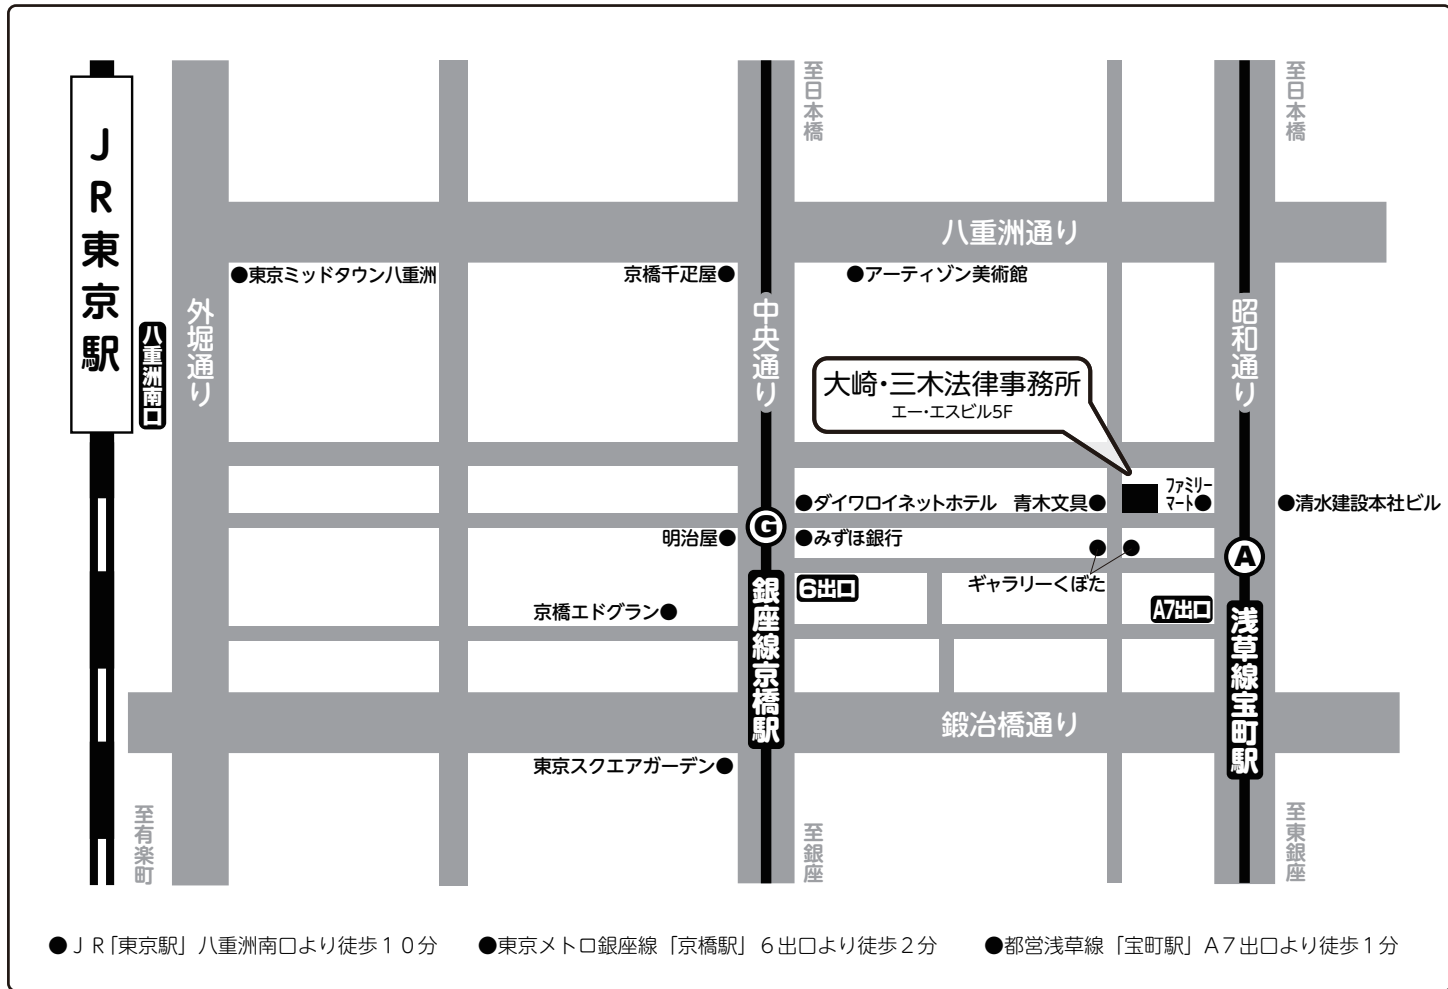 至日本橋
至日本橋
JR東京駅
八重洲通り
●東京ミッドタウン八重洲
京橋千疋屋●
●アーティゾン美術館
外堀通り
中央通り
昭和通り
八重洲南口
大崎・三木法律事務所
エー・エスビル5F
●ダイワロイネットホテル
青木文具●
ファミリー
マート●
●清水建設本社ビル
G
明治屋●
●みずほ銀行
A
6出口
ギャラリーくぼた
A7出口
京橋エドグラン●
銀座線京橋駅
浅草線宝町駅
鍛冶橋通り
東京スクエアガーデン●
至有楽町
至銀座
至東銀座
●JR「東京駅」八重洲南口より徒歩10分
●東京メトロ銀座線「京橋駅」6出口より徒歩2分
●都営浅草線「宝町駅」A7出口より徒歩1分